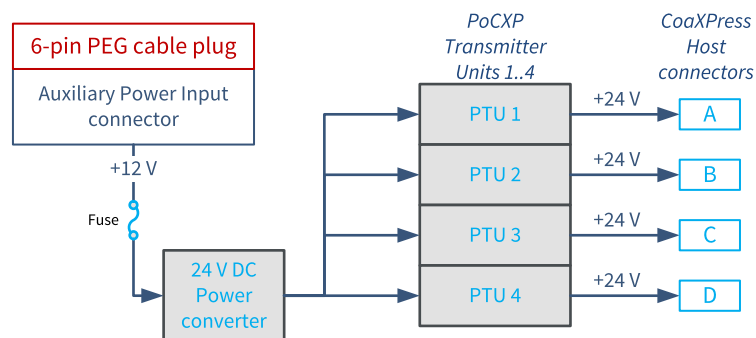 6-pin PEG cable plug
Auxiliary Power Input
connector
+12 V
Fuse
24 V DC
Power
converter
PoCXP
Transmitter
Units 1..4
PTU 1
PTU 2
PTU 3
PTU 4
+24 V
+24 V
+24 V
+24 V
CoaXPress
Host
connectors
A
B
C
D